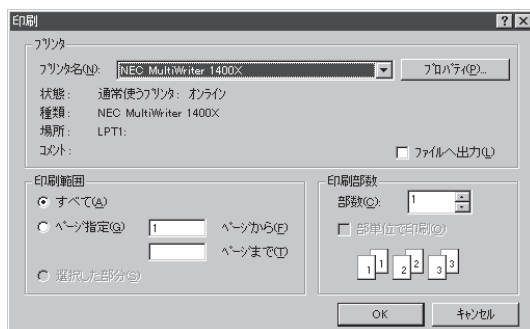 印刷
プリンタ
プリンタ名(N): NEC MultiWriter 1400X プロパティ(P)...
状態: 通常使うプリンタ: オンライン
種類: NEC MultiWriter 1400X
場所: LPT1:
コメント: ファイルへ出力(L)
印刷範囲
すべて(A)
ページ指定(G) 1 ページから(F)
ページまで(T)
選択した部分(S)
印刷部数
部数(C): 1
部単位で印刷(O)
1 1 2 2 3 3
OK キャンセル